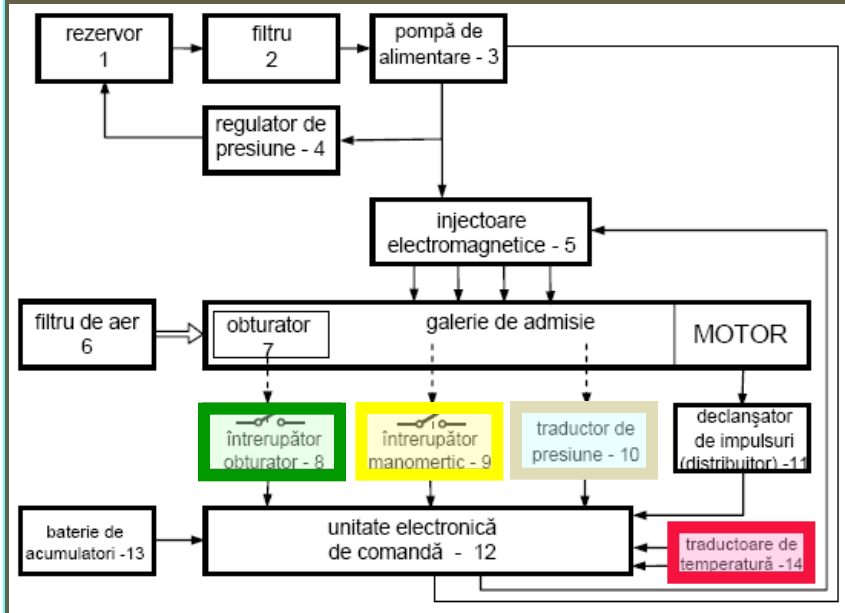 rezervor
1
filtru
2
pompă de
alimentare - 3
regulator de
presiune - 4
injectoare
electromagnetice - 5
filtru de aer
6
obturator
7
galerie de admisie
MOTOR
întrerupător
obturator - 8
întrerupător
manomertic - 9
traductor de
presiune - 10
declanşator
de impulsuri
(distribuitor) -11
baterie de
acumulatori -13
unitate electronică
de comandă - 12
traductoare de
temperatură -14